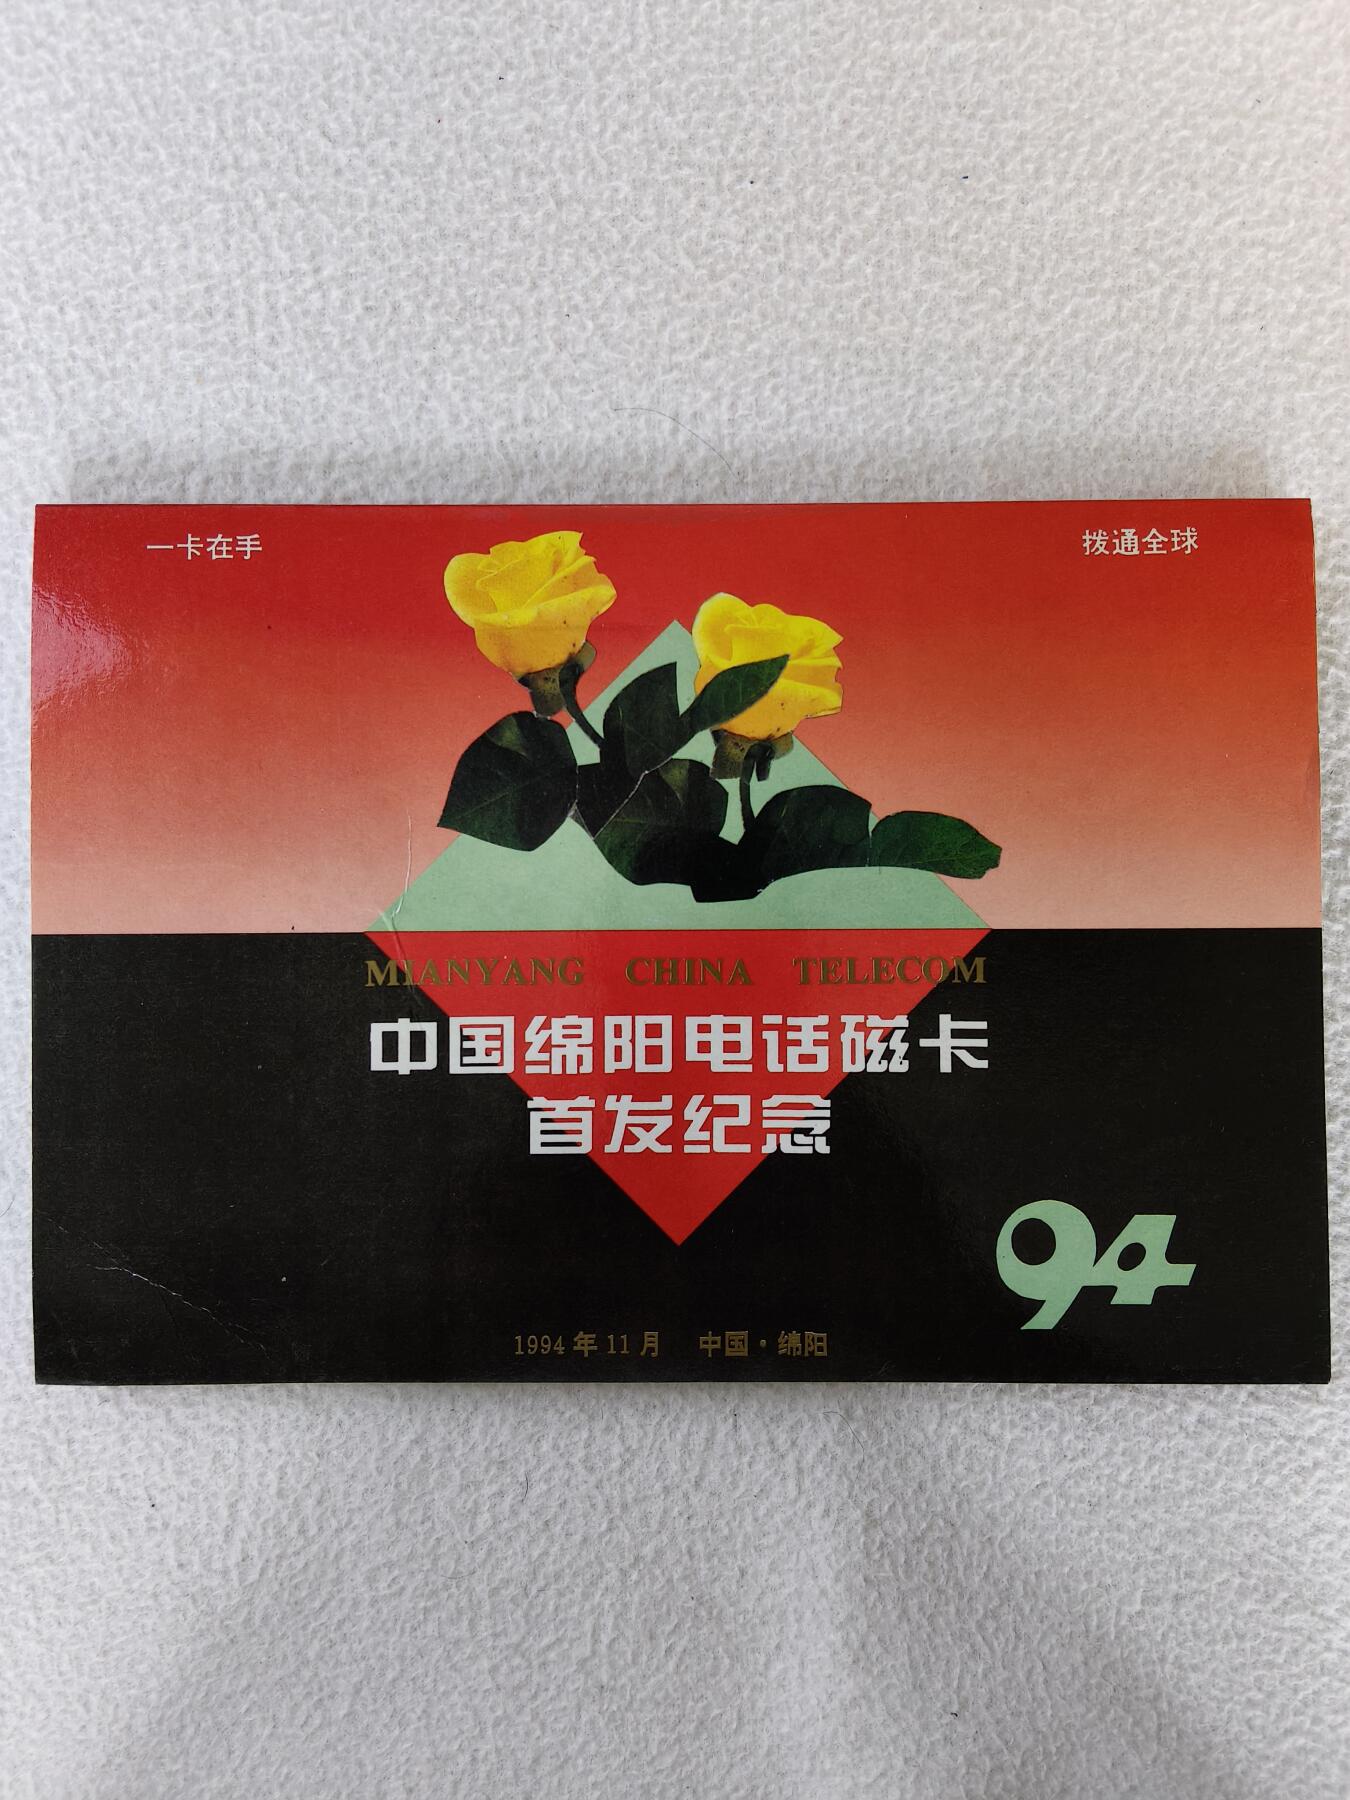 一卡在手
拨通全球
MIANYANG CHINA TELECOM
中国绵阳电话磁卡
首发纪念
94
1994年11月 中国·绵阳